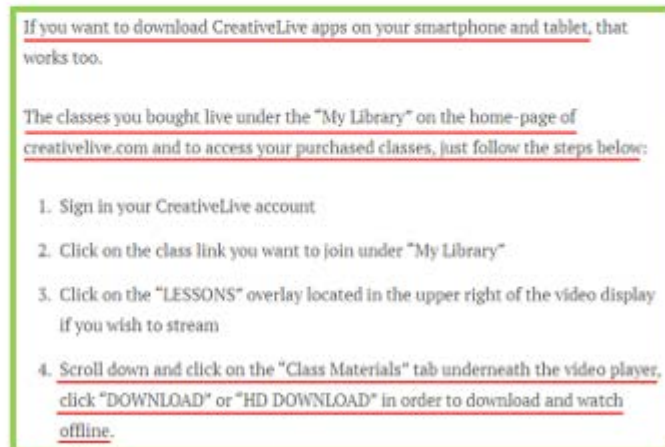 If you want to download CreativeLive apps on your smartphone and tablet, that
works too.
The classes you bought live under the “My Library” on the home-page of
creativelive.com and to access your purchased classes, just follow the steps below:
1. Sign in your CreativeLive account
2. Click on the class link you want to join under “My Library”
3. Click on the “LESSONS” overlay located in the upper right of the video display
if you wish to stream
4. Scroll down and click on the “Class Materials” tab underneath the video player,
click “DOWNLOAD” or “HD DOWNLOAD” in order to download and watch
offline.